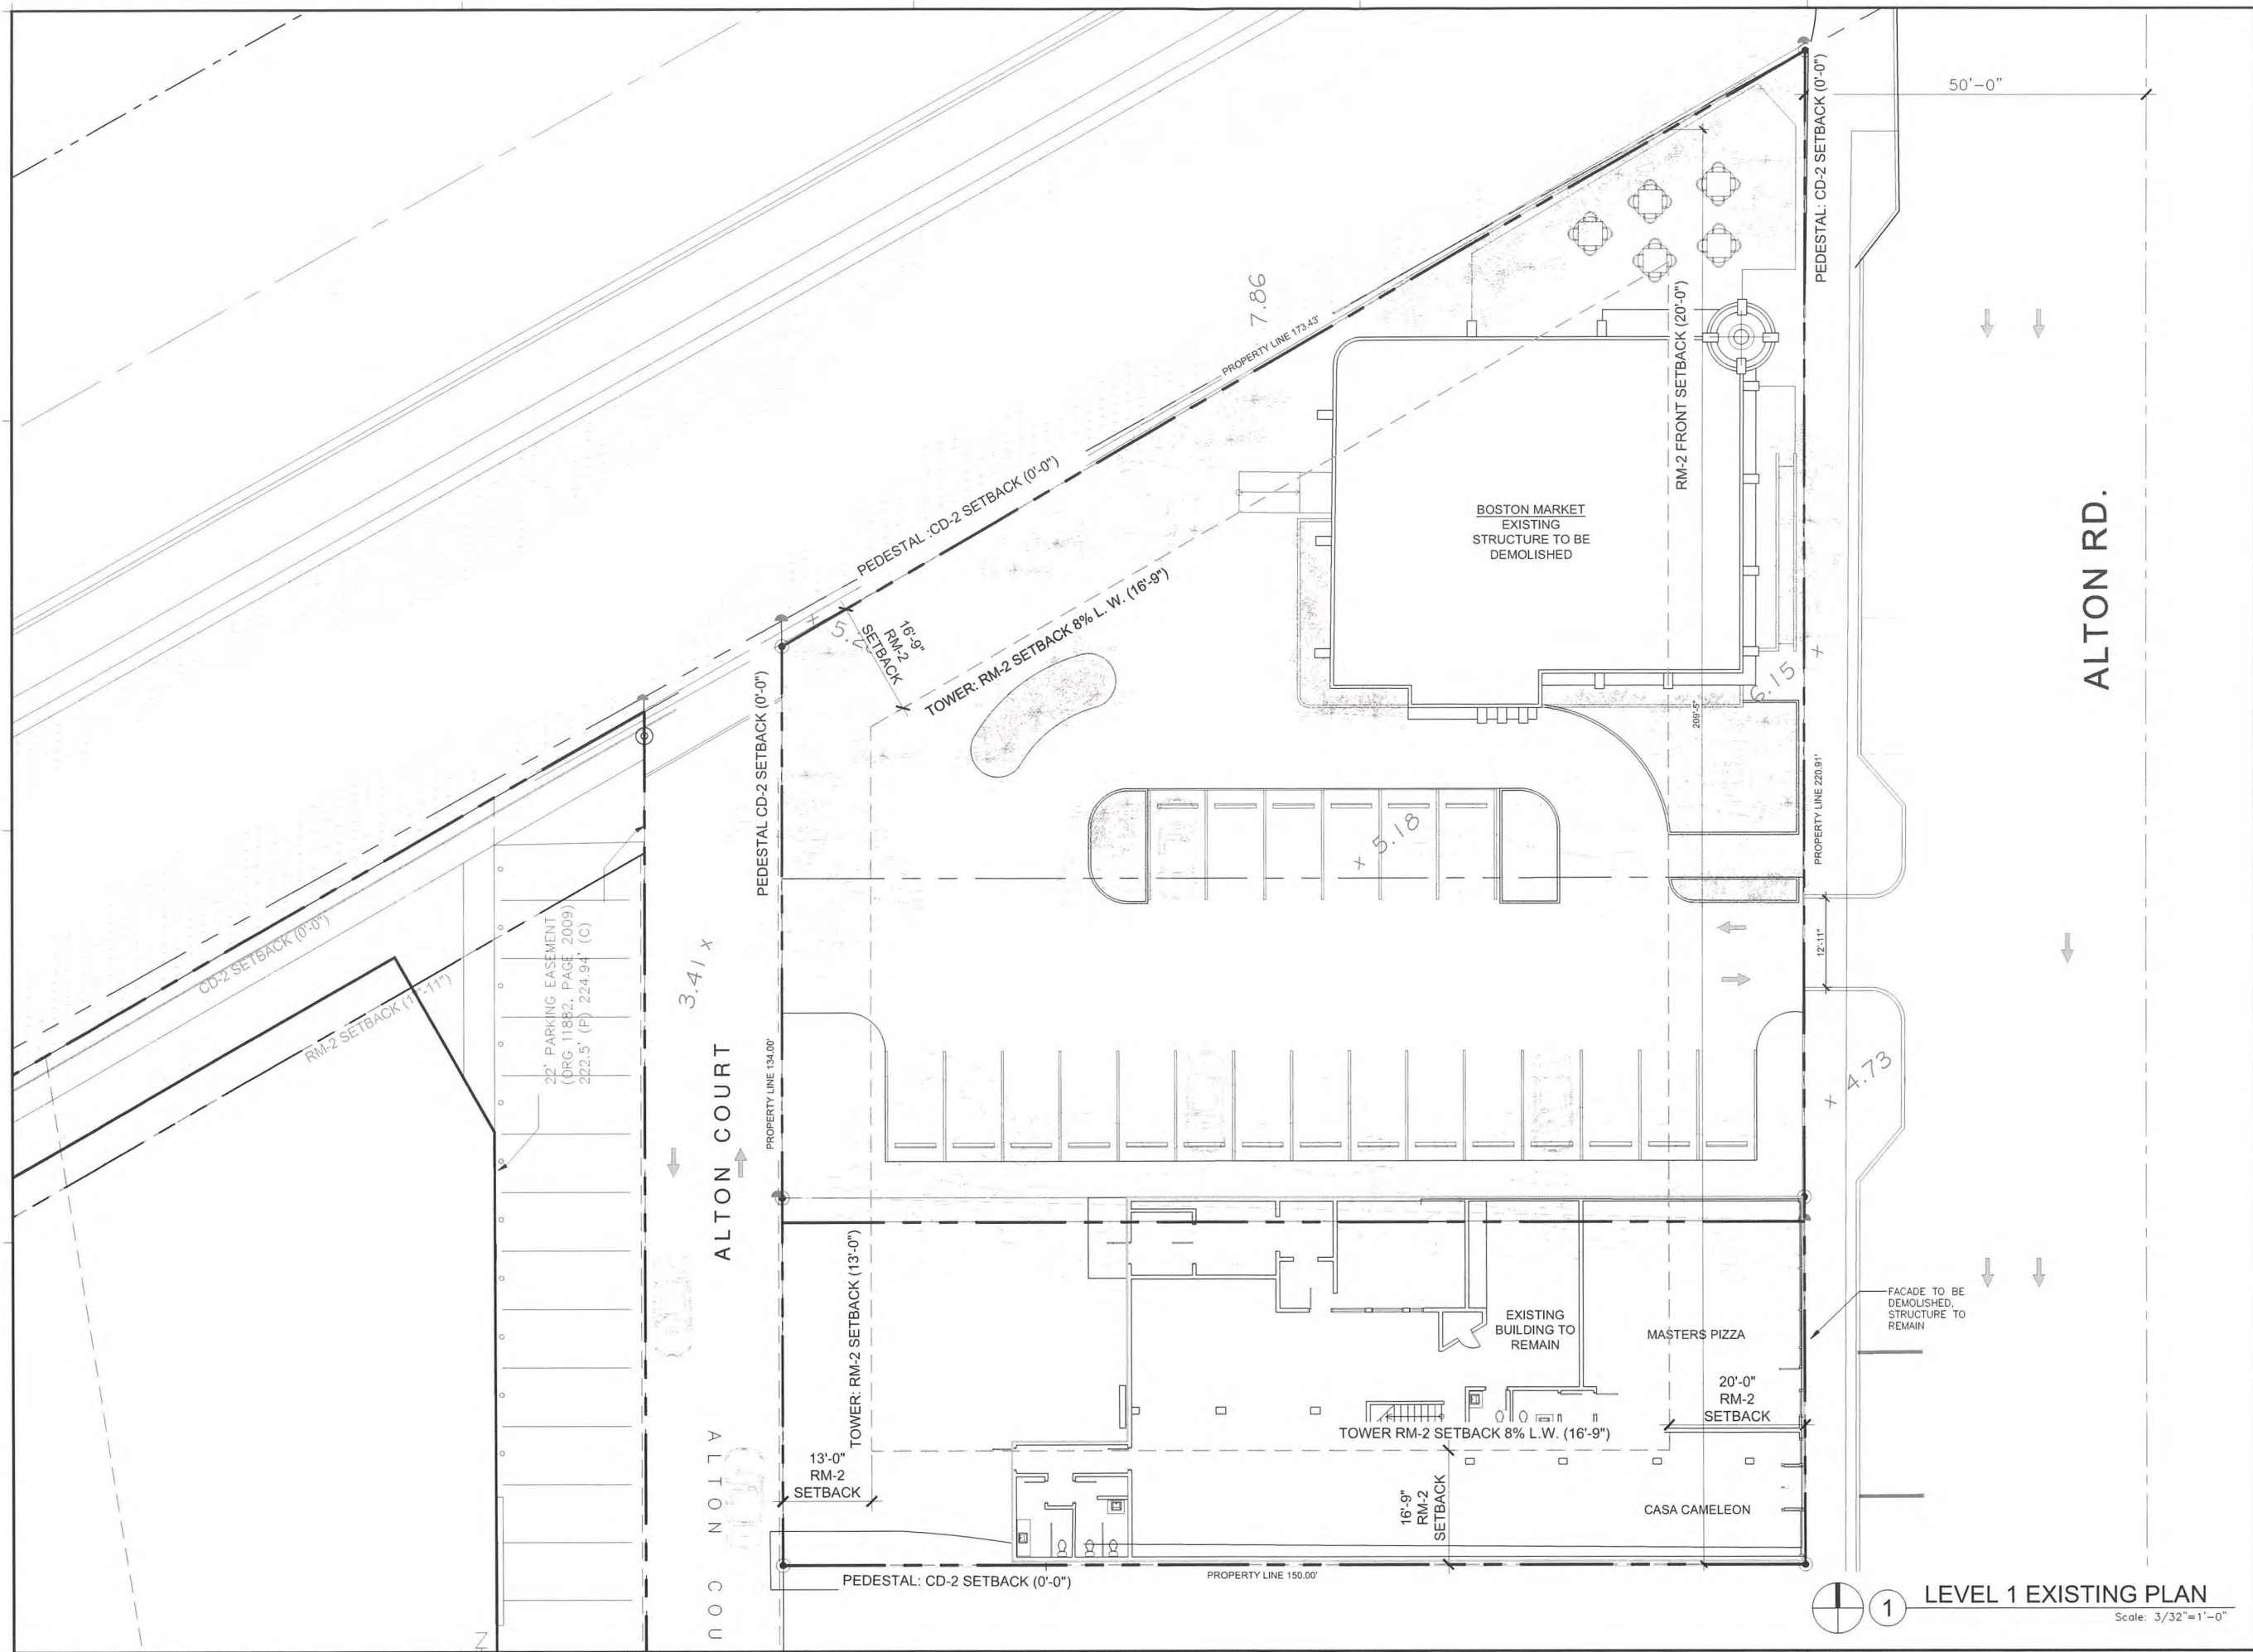 50'-0"
PEDESTAL: CD-2 SETBACK (0'-0")
7.86
PROPERTY LINE 173.43'
RM-2 FRONT SETBACK (20'-0")
ALTON RD.
PEDESTAL :CD-2 SETBACK (0'-0")
BOSTON MARKET
EXISTING
STRUCTURE TO BE
DEMOLISHED
16'-9"
RM-2
SETBACK
TOWER: RM-2 SETBACK 8% L. W. (16'-9")
6.15 +
209'-5"
PEDESTAL CD-2 SETBACK (0'-0")
PROPERTY LINE 220.91'
+ 5.18
CD-2 SETBACK (0'-0")
22' PARKING EASEMENT
(ORG 11882, PAGE 2009)
222.5' (P) 224.94' (C)
3.41 +
12'-11"
ALTON COURT
PROPERTY LINE 134.00'
+ 4.73
TOWER: RM-2 SETBACK (13'-0")
EXISTING
BUILDING TO
REMAIN
MASTERS PIZZA
FACADE TO BE
DEMOLISHED,
STRUCTURE TO
REMAIN
20'-0"
RM-2
SETBACK
TOWER RM-2 SETBACK 8% L.W. (16'-9")
13'-0"
RM-2
SETBACK
16'-9"
RM-2
SETBACK
CASA CAMELEON
ALTON COU
PEDESTAL: CD-2 SETBACK (0'-0")
PROPERTY LINE 150.00'
1 LEVEL 1 EXISTING PLAN
Scale: 3/32"=1'-0"